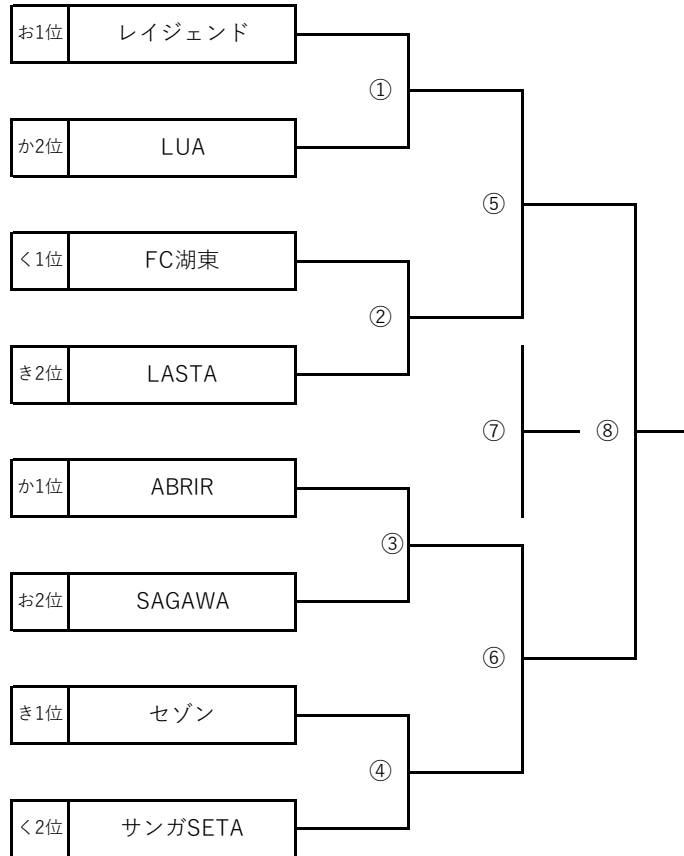 お1位 レイジェンド
①
か2位 LUA
⑤
く1位 FC湖東
②
き2位 LASTA
⑦ ⑧
か1位 ABRIR
③
お2位 SAGAWA
⑥
き1位 セゾン
④
く2位 サンガSETA